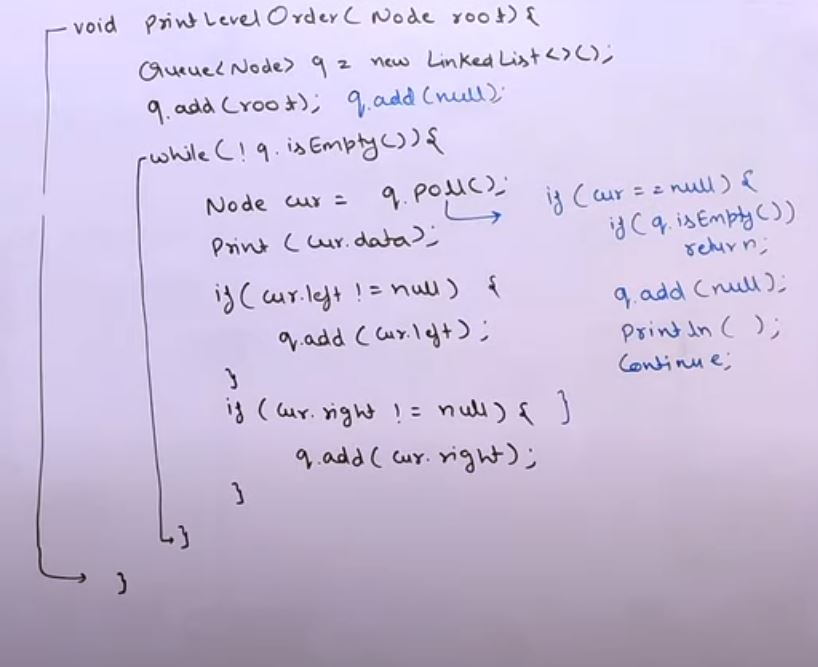 void PrintLevelOrder( Node root) {
Queue<Node> q = new LinkedList<>();
q.add(root); q.add(null);
while(! q.isEmpty()){
Node cur = q.poll(); if (cur == null) {
if( q.isEmpty())
return;
Print (cur.data);
if( cur.left != null) { q.add (null);
q.add (cur.left); Println ( );
} Continue;
if (cur.right != null) { }
q.add( cur.right);
}
}
}